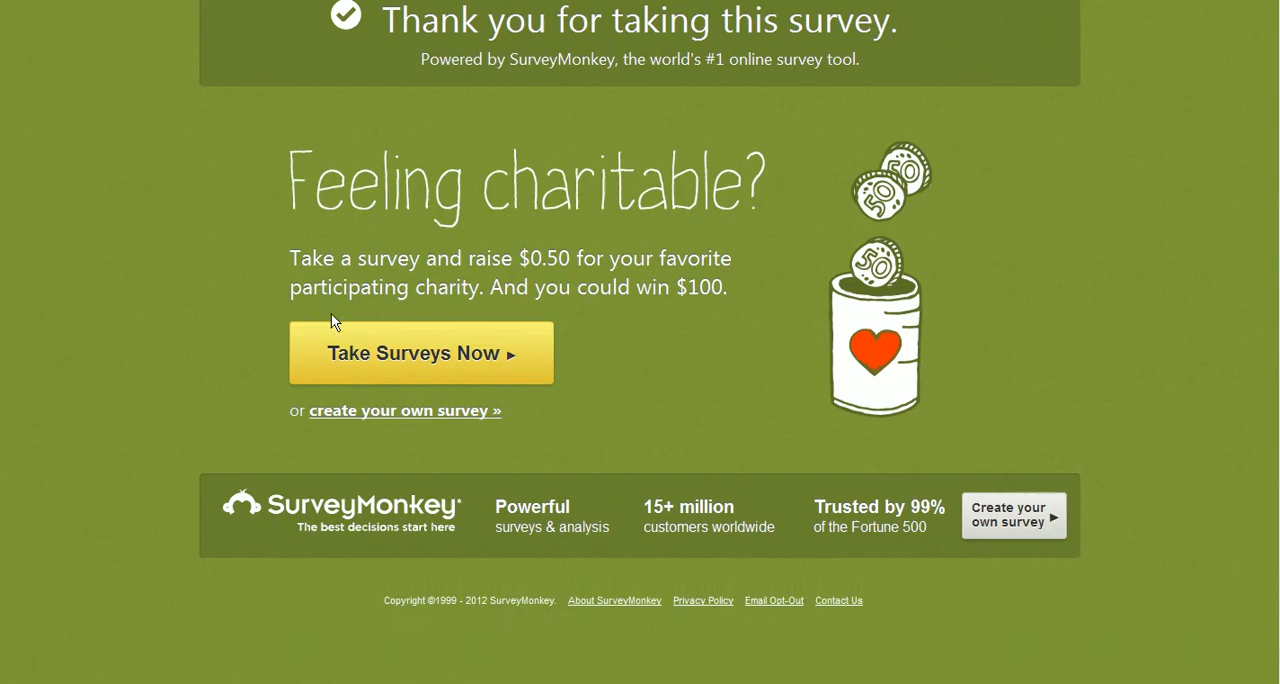 Thank you for taking this survey.
Powered by SurveyMonkey, the world's #1 online survey tool.
Feeling charitable?
50
50
50
Take a survey and raise $0.50 for your favorite
participating charity. And you could win $100.
Take Surveys Now ►
or create your own survey »
SurveyMonkey®
The best decisions start here
Powerful
surveys & analysis
15+ million
customers worldwide
Trusted by 99%
of the Fortune 500
Create your
own survey ►
Copyright ©1999 - 2012 SurveyMonkey. About SurveyMonkey Privacy Policy Email Opt-Out Contact Us